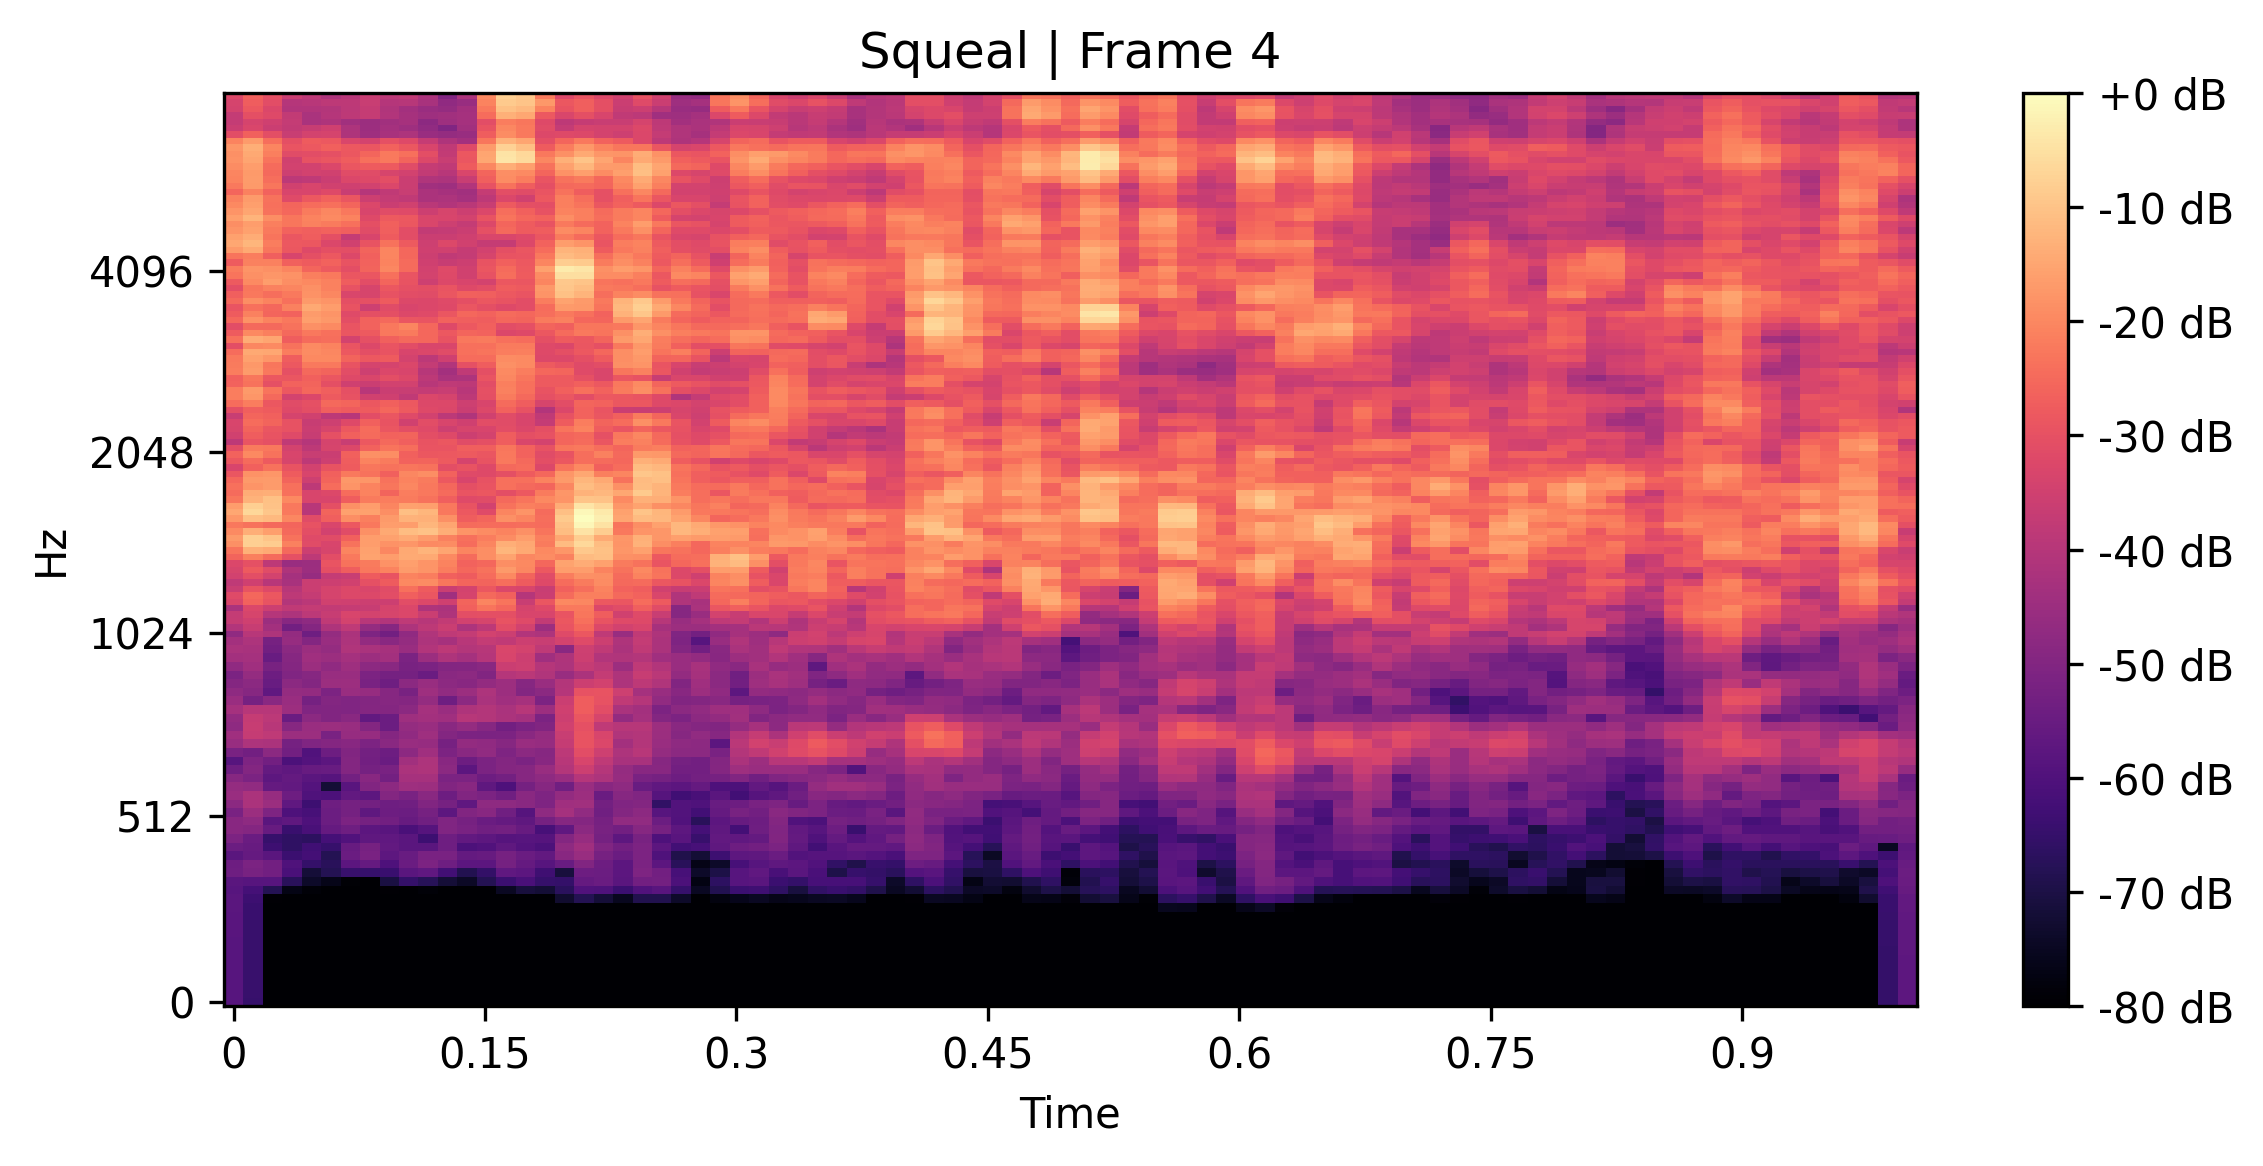 Squeal | Frame 4
+0 dB
-10 dB
-20 dB
-30 dB
-40 dB
-50 dB
-60 dB
-70 dB
-80 dB
Hz
4096
2048
1024
512
0
0 0.15 0.3 0.45 0.6 0.75 0.9
Time